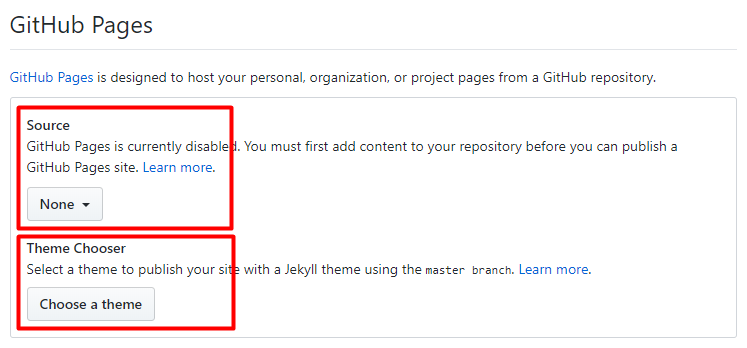 GitHub Pages
GitHub Pages is designed to host your personal, organization, or project pages from a GitHub repository.
Source
GitHub Pages is currently disabled. You must first add content to your repository before you can publish a
GitHub Pages site. Learn more.
None
Theme Chooser
Select a theme to publish your site with a Jekyll theme using the master branch. Learn more.
Choose a theme